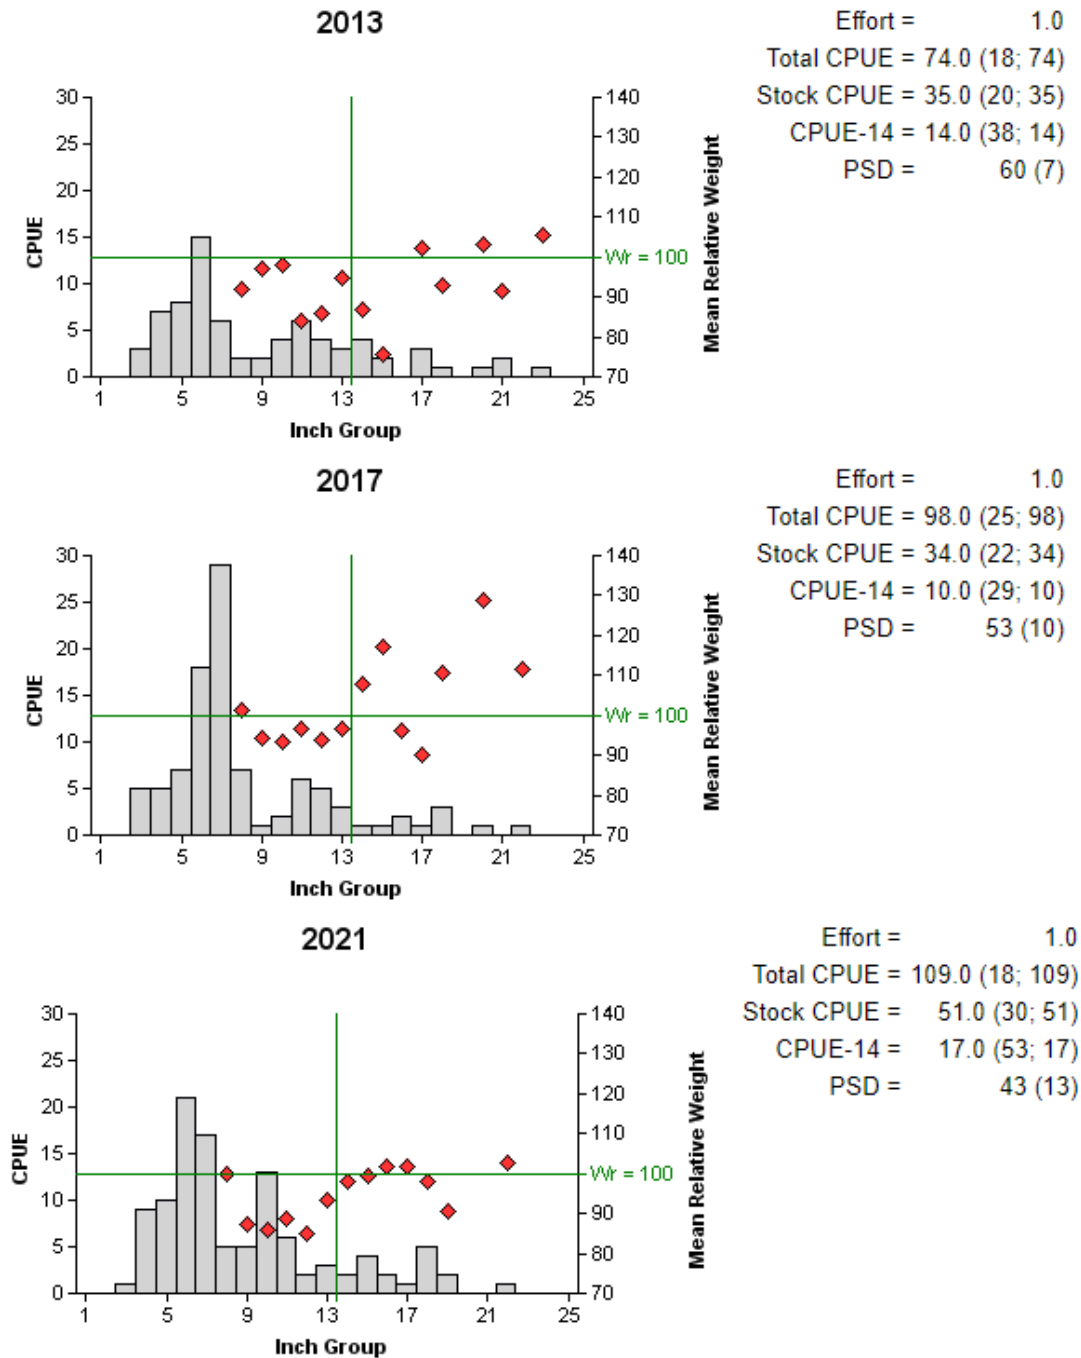 2013
Effort = 1.0
Total CPUE = 74.0 (18; 74)
Stock CPUE = 35.0 (20; 35)
CPUE-14 = 14.0 (38; 14)
PSD = 60 (7)
30
25
20
15
10
5
0
CPUE
140
130
120
110
Wr = 100
90
80
70
Mean Relative Weight
1 5 9 13 17 21 25
Inch Group
2017
Effort = 1.0
Total CPUE = 98.0 (25; 98)
Stock CPUE = 34.0 (22; 34)
CPUE-14 = 10.0 (29; 10)
PSD = 53 (10)
30
25
20
15
10
5
0
CPUE
140
130
120
110
Wr = 100
90
80
70
Mean Relative Weight
1 5 9 13 17 21 25
Inch Group
2021
Effort = 1.0
Total CPUE = 109.0 (18; 109)
Stock CPUE = 51.0 (30; 51)
CPUE-14 = 17.0 (53; 17)
PSD = 43 (13)
30
25
20
15
10
5
0
CPUE
140
130
120
110
Wr = 100
90
80
70
Mean Relative Weight
1 5 9 13 17 21 25
Inch Group